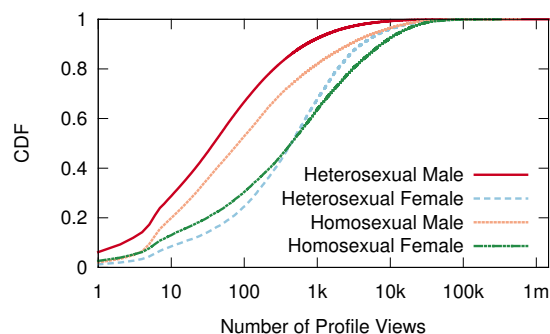 1
0.8
0.6
0.4
0.2
0
CDF
Heterosexual Male
Heterosexual Female
Homosexual Male
Homosexual Female
1 10 100 1k 10k 100k 1m
Number of Profile Views